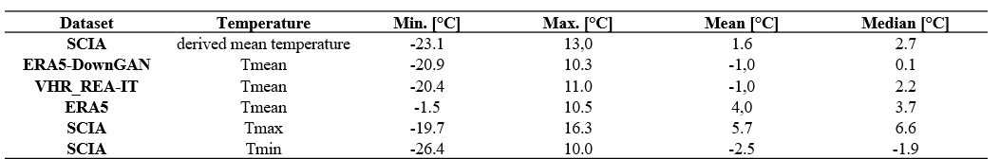 Dataset Temperature Min. [°C] Max. [°C] Mean [°C] Median [°C]
SCIA derived mean temperature -23.1 13,0 1.6 2.7
ERA5-DownGAN Tmean -20.9 10.3 -1,0 0.1
VHR_REA-IT Tmean -20.4 11.0 -1,0 2.2
ERA5 Tmean -1.5 10.5 4,0 3.7
SCIA Tmax -19.7 16.3 5.7 6.6
SCIA Tmin -26.4 10.0 -2.5 -1.9